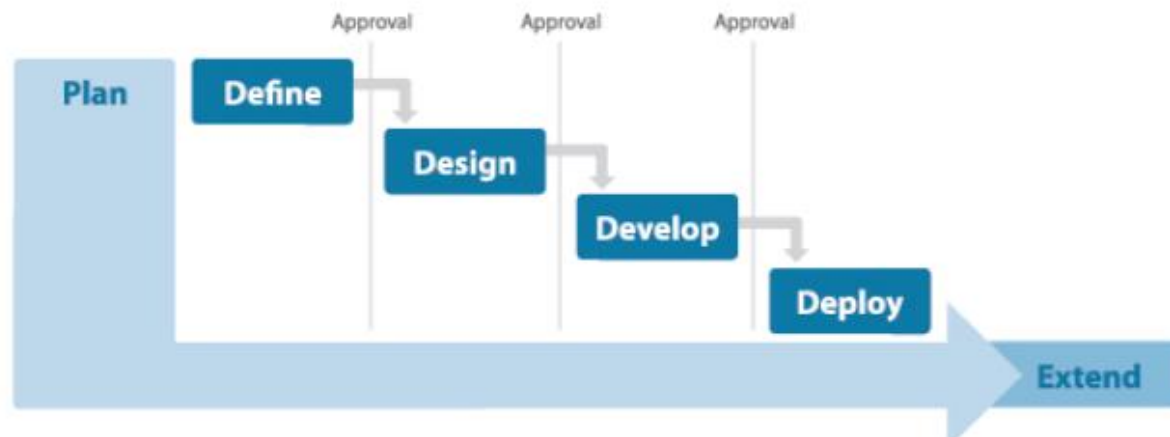 Approval Approval Approval
Plan Define
Design
Develop
Deploy
Extend